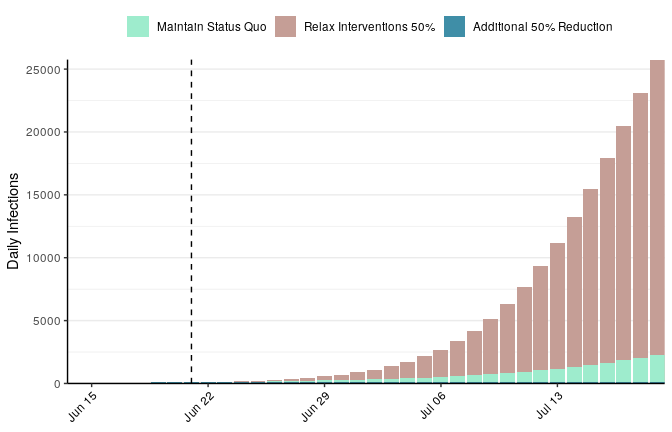 Maintain Status Quo Relax Interventions 50% Additional 50% Reduction
Daily Infections
25000
20000
15000
10000
5000
0
Jun 15 Jun 22 Jun 29 Jul 06 Jul 13